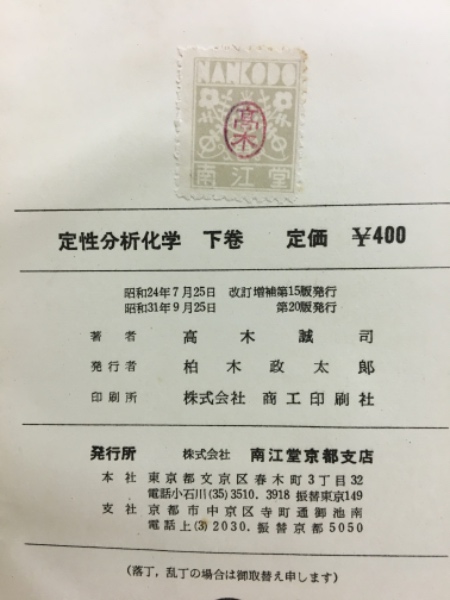 NANKODO
高木
南江堂
定性分析化学 下巻 定価 ¥400
昭和24年7月25日 改訂増補第15版発行
昭和31年9月25日 第20版発行
著者 高木誠司
発行者 柏木政太郎
印刷所 株式会社 商工印刷社
発行所 株式会社 南江堂京都支店
本社 東京都文京区春木町3丁目32
電話小石川(35)3510.3918 振替東京149
支社 京都市中京区寺町通御池南
電話上(3)2030.振替京都5050
(落丁,乱丁の場合は御取替え申します)